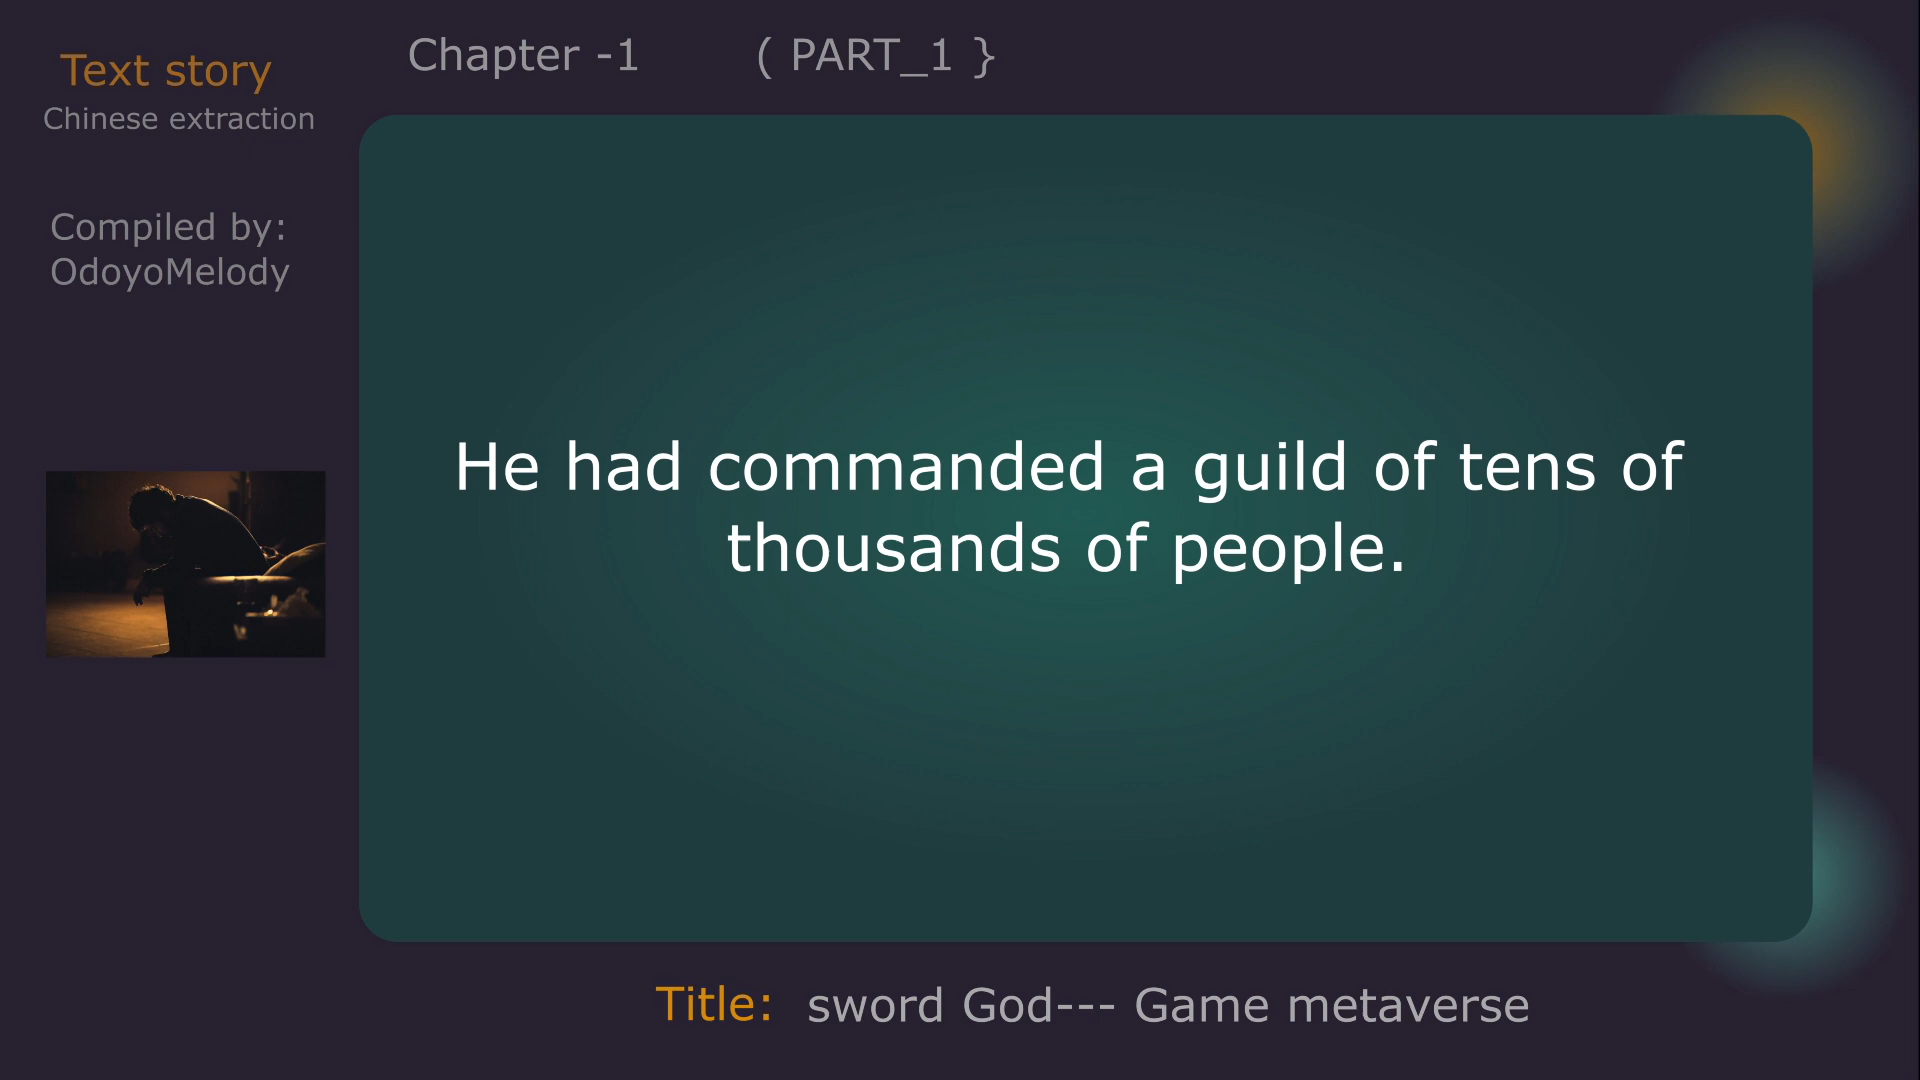 Text story
Chinese extraction
Compiled by:
OdoyoMelody
Chapter -1 ( PART_1 }
He had commanded a guild of tens of
thousands of people.
Title: sword God--- Game metaverse